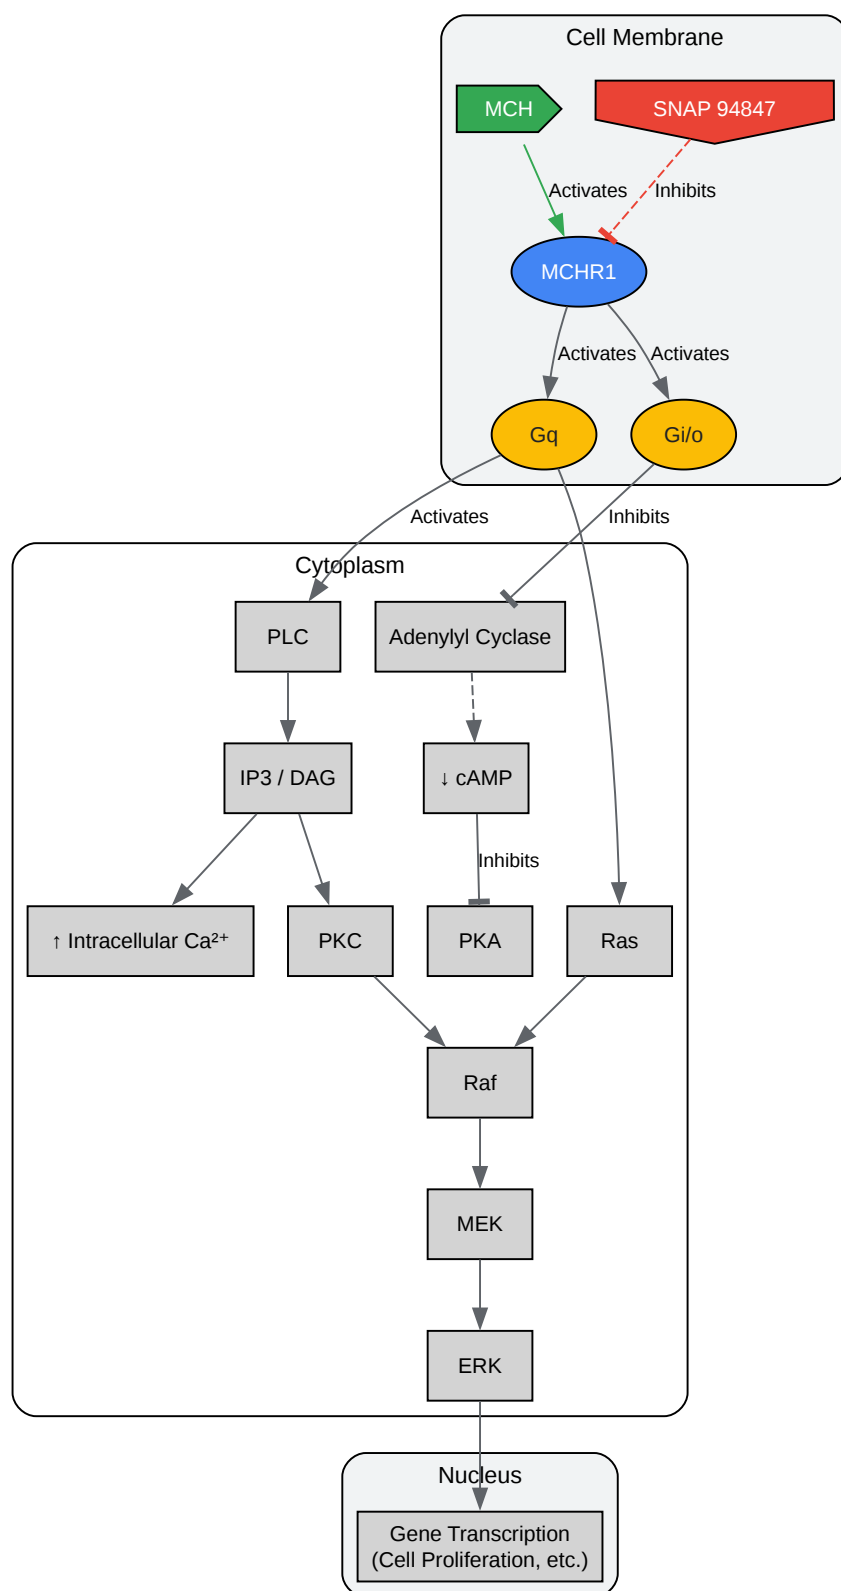 Cell Membrane
MCH
SNAP 94847
Activates
Inhibits
MCHR1
Activates
Activates
Gq
Gi/o
Activates
Inhibits
Cytoplasm
PLC
Adenylyl Cyclase
IP3 / DAG
↓ cAMP
Inhibits
↑ Intracellular Ca²⁺
PKC
PKA
Ras
Raf
MEK
ERK
Nucleus
Gene Transcription
(Cell Proliferation, etc.)